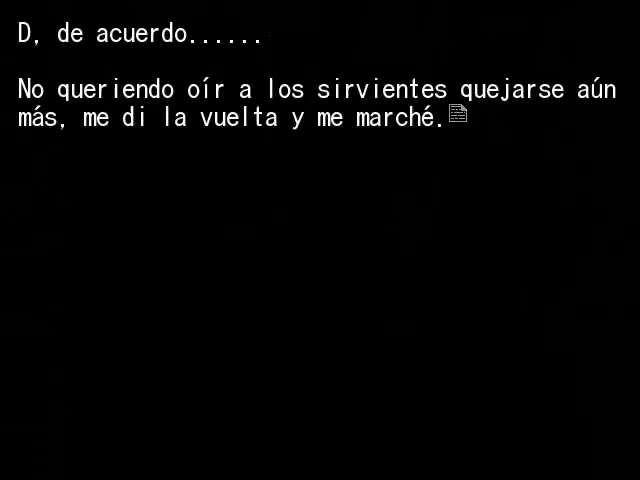 D, de acuerdo......
No queriendo oír a los sirvientes quejarse aún
más, me di la vuelta y me marché.